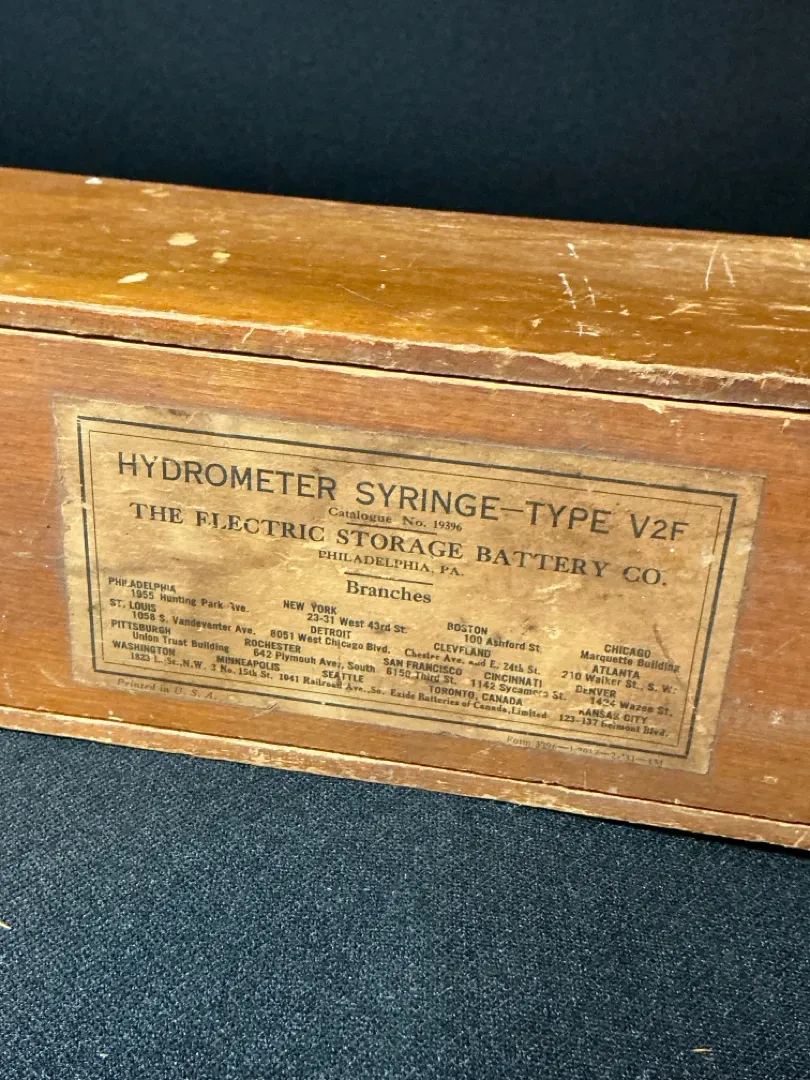 HYDROMETER SYRINGE—TYPE V2F
Catalogue No. 19396
THE ELECTRIC STORAGE BATTERY CO.
PHILADELPHIA, PA.
Branches
PHILADELPHIA NEW YORK BOSTON CHICAGO
1955 Hunting Park Ave. 23-31 West 43rd St. 100 Ashford St. Marquette Building
ST. LOUIS DETROIT CLEVELAND ATLANTA
1058 S. Vandeventer Ave. 8051 West Chicago Blvd. Chester Ave. and E. 24th St. 210 Walker St., S. W.
PITTSBURGH ROCHESTER SAN FRANCISCO CINCINNATI DENVER
Union Trust Building 642 Plymouth Ave., South 6150 Third St. 1142 Sycamore St. 1424 Wazee St.
WASHINGTON MINNEAPOLIS SEATTLE TORONTO, CANADA KANSAS CITY
1823 L. St., N.W. 3 No. 15th St. 1041 Railroad Ave., So. Exide Batteries of Canada, Limited 123-137 Belmont Blvd.
Printed in U. S. A.
Form